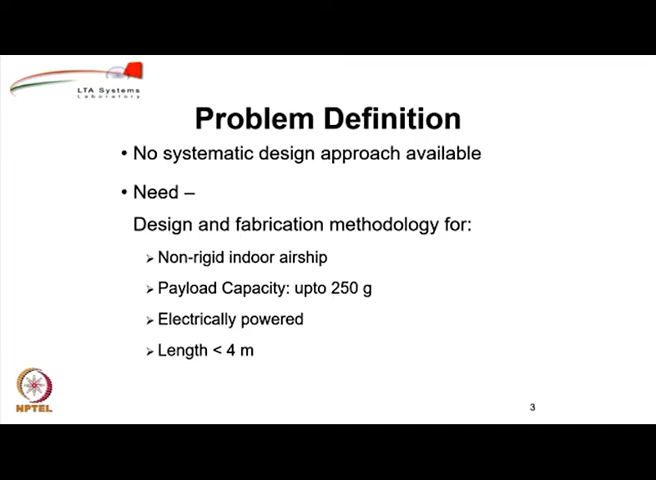 LTA Systems
Laboratory
Problem Definition
• No systematic design approach available
• Need –
Design and fabrication methodology for:
➢ Non-rigid indoor airship
➢ Payload Capacity: upto 250 g
➢ Electrically powered
➢ Length < 4 m
NPTEL
3